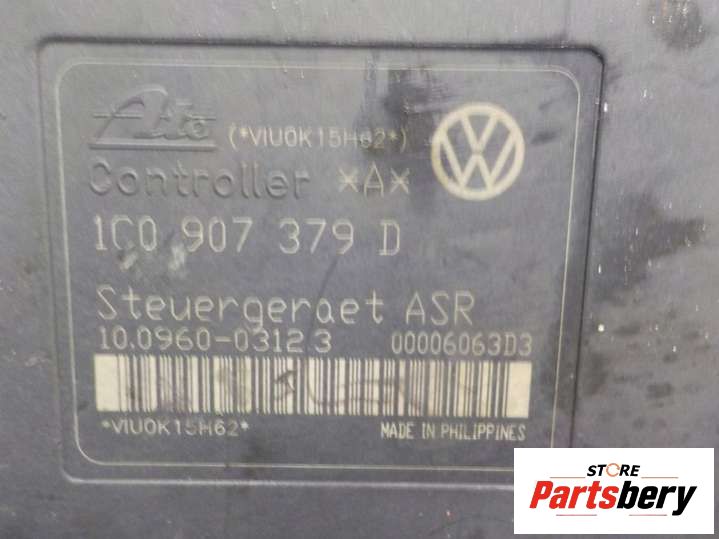 Ate (*VIU0K15H62*)
Controller *A*
1C0 907 379 D
Steuergeraet ASR
10.0960-0312.3 00006063D3
*VIU0K15H62* MADE IN PHILIPPINES
STORE
Partsbery